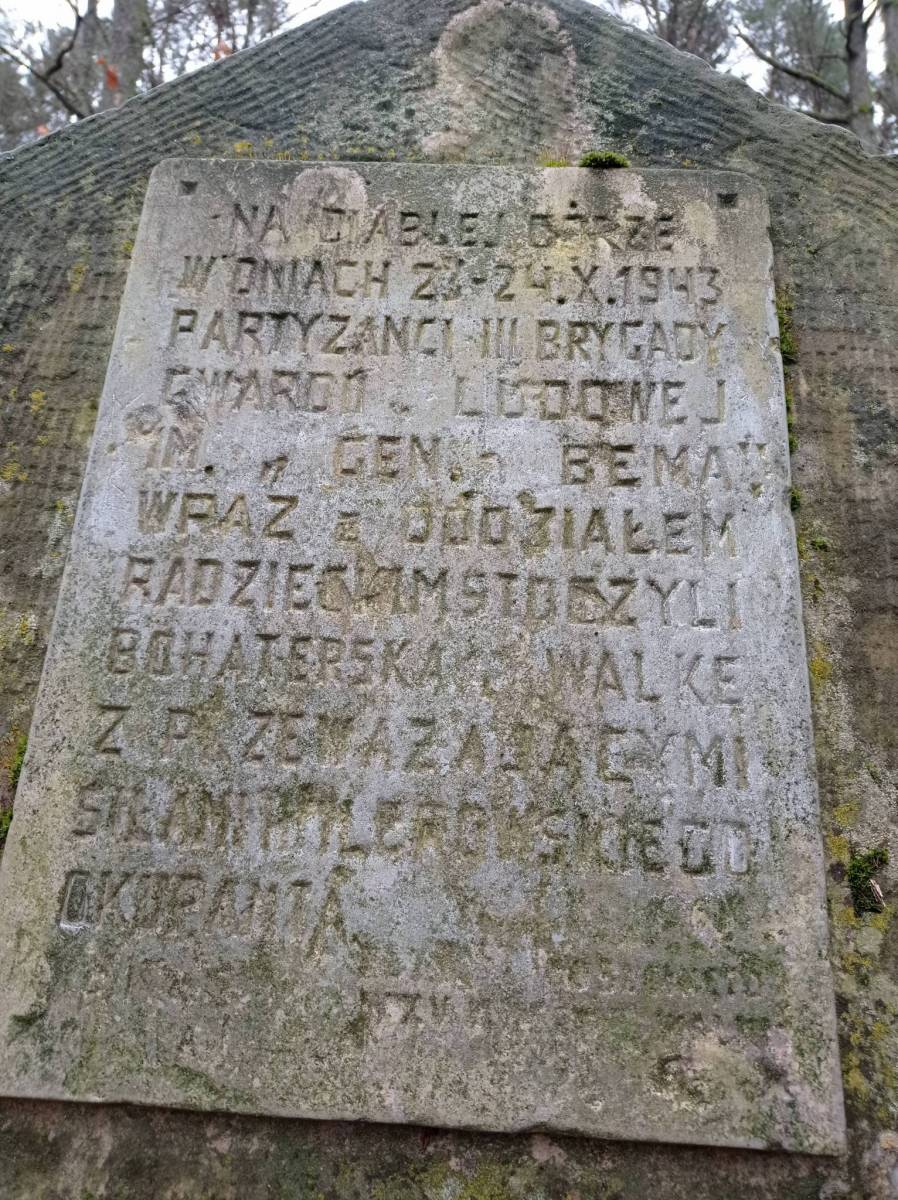 NA DIABLEJ GÓRZE
W DNIACH 23-24.X.1943
PARTYZANCI III BRYGADY
GWARDII LUDOWEJ
IM. „GEN. BEMA"
WRAZ Z ODDZIAŁEM
RADZIECKIM STOCZYLI
BOHATERSKĄ WALKĘ
Z PRZEWAŻAJĄCYMI
SIŁAMI HITLEROWSKIEGO
OKUPANTA